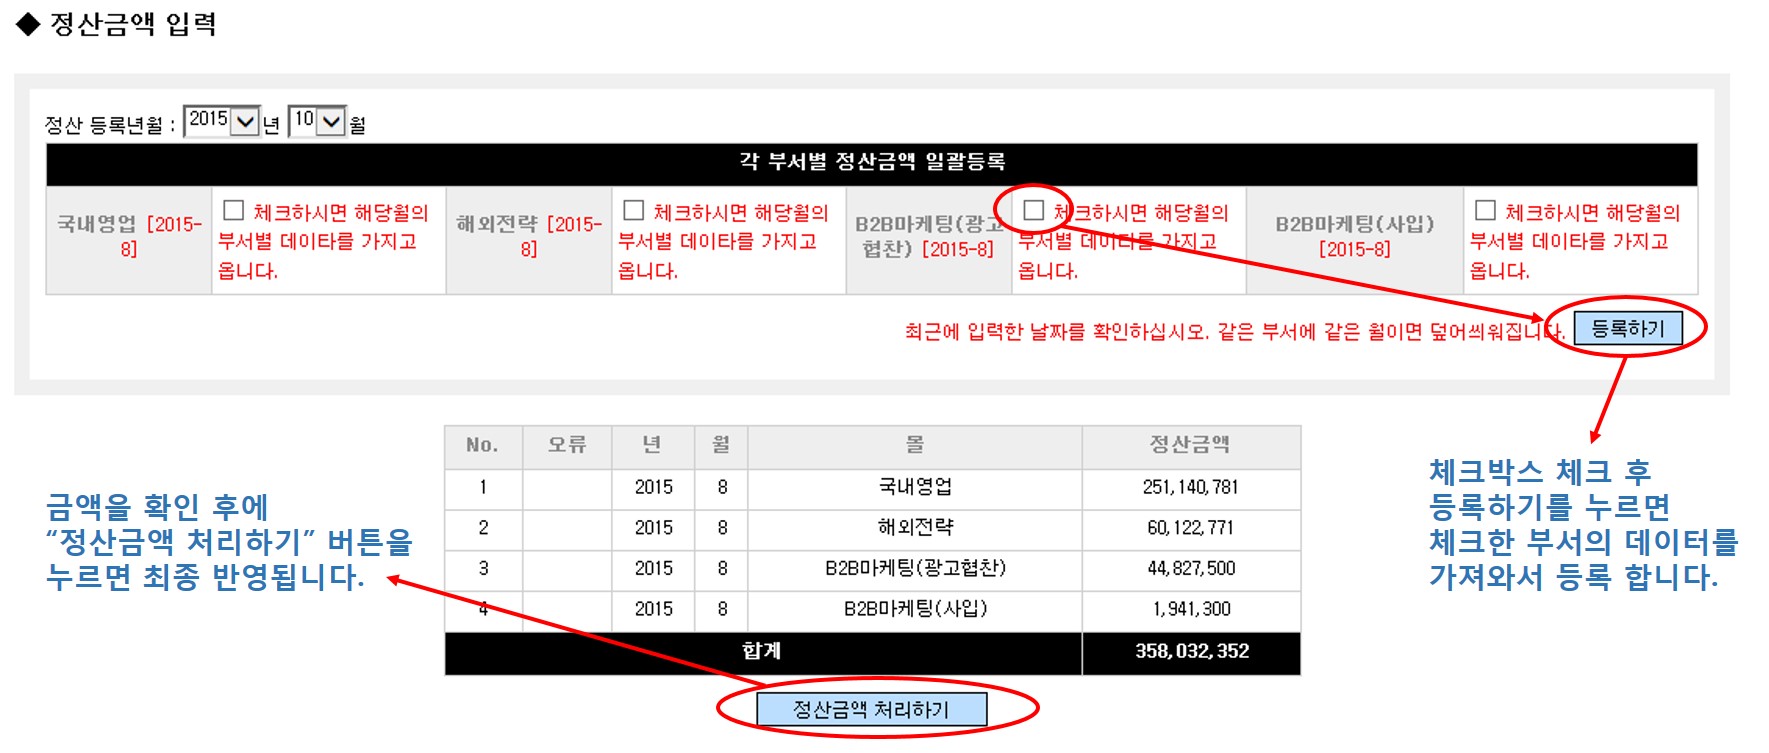 ◆ 정산금액 입력
정산 등록년월 : 2015 년 10 월
각 부서별 정산금액 일괄등록
국내영업 [2015-
8]
체크하시면 해당월의
부서별 데이타를 가지고
옵니다.
해외전략 [2015-
8]
체크하시면 해당월의
부서별 데이타를 가지고
옵니다.
B2B마케팅(광고
협찬) [2015-8]
체크하시면 해당월의
부서별 데이타를 가지고
옵니다.
B2B마케팅(사입)
[2015-8]
체크하시면 해당월의
부서별 데이타를 가지고
옵니다.
최근에 입력한 날짜를 확인하십시오. 같은 부서에 같은 월이면 덮어씌워집니다. 등록하기
No. 오류 년 월 몰 정산금액
1 2015 8 국내영업 251,140,781
2 2015 8 해외전략 60,122,771
3 2015 8 B2B마케팅(광고협찬) 44,827,500
4 2015 8 B2B마케팅(사입) 1,941,300
합계 358,032,352
정산금액 처리하기
금액을 확인 후에
“정산금액 처리하기” 버튼을
누르면 최종 반영됩니다.
체크박스 체크 후
등록하기를 누르면
체크한 부서의 데이터를
가져와서 등록 합니다.